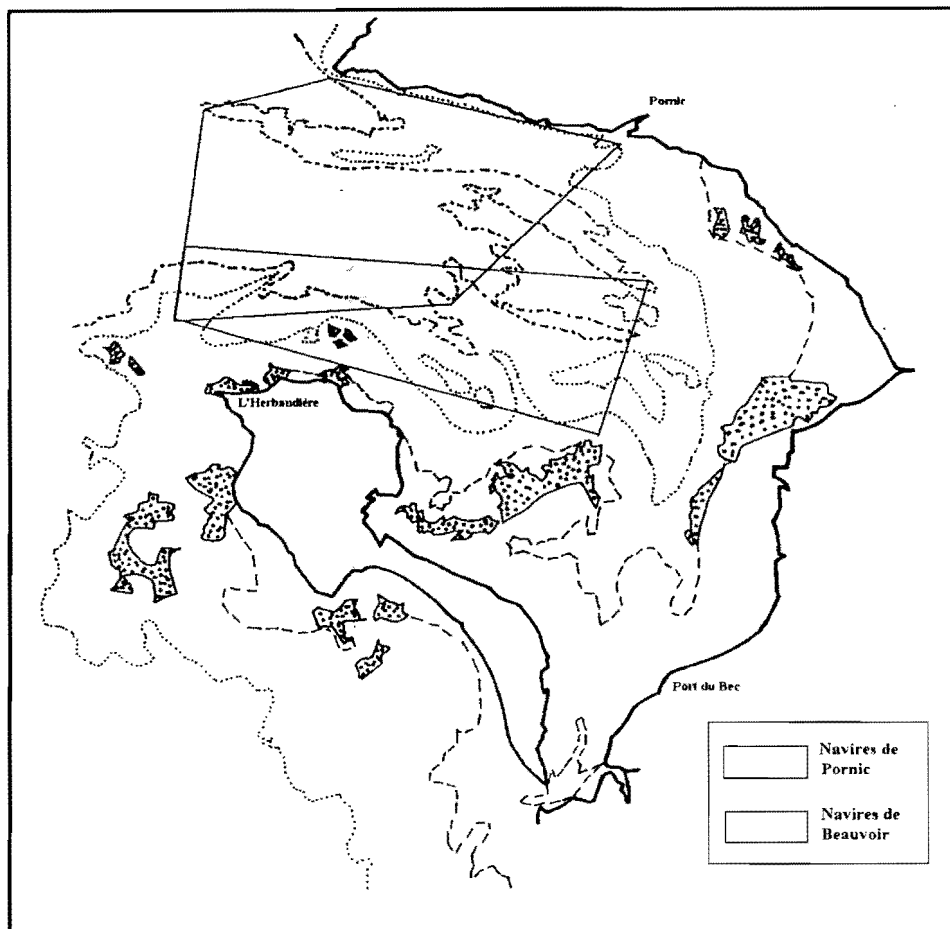 Pornic
L'Herbaudière
Port du Bec
Navires de
Pornic
Navires de
Beauvoir